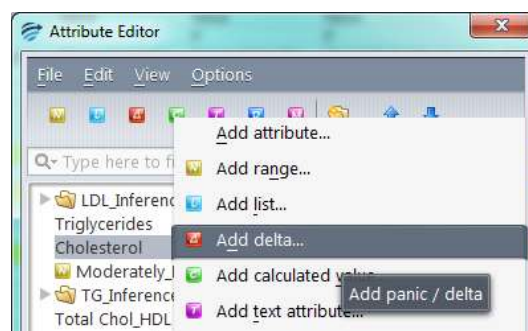 Attribute Editor
File Edit View Options
Add attribute...
Type here to fi
Add range...
LDL_Inferenc
Add list...
Triglycerides
Cholesterol
Add delta...
Moderately_
Add calculated value
TG_Inference
Add panic / delta
Add text attribute...
Total Chol_HDL